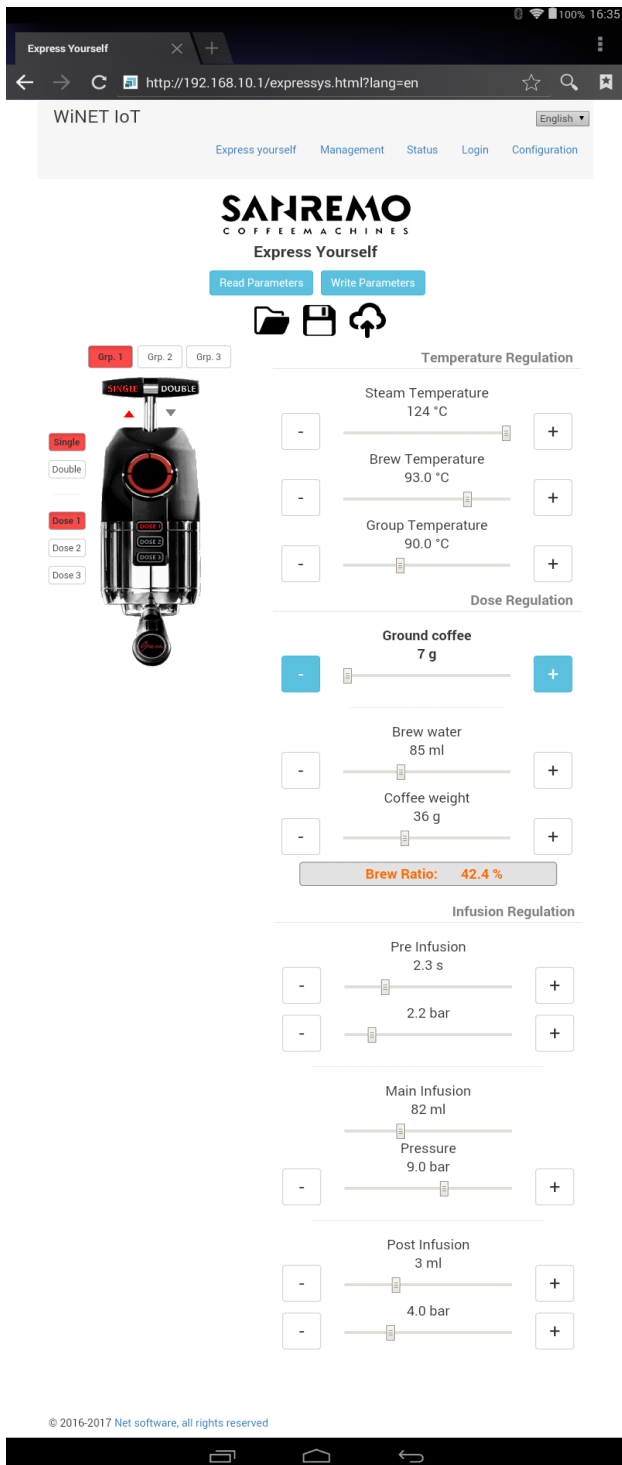 100% 16:35
Express Yourself
http://192.168.10.1/expressys.html?lang=en
WiNET IoT
English
Express yourself Management Status Login Configuration
SANREMO
COFFEEMACHINES
Express Yourself
Read Parameters Write Parameters
Grp. 1 Grp. 2 Grp. 3
SINGLE DOUBLE
Single
Double
Dose 1
Dose 2
Dose 3
DOSE 1
DOSE 2
DOSE 3
Temperature Regulation
Steam Temperature
124 °C
- +
Brew Temperature
93.0 °C
- +
Group Temperature
90.0 °C
- +
Dose Regulation
Ground coffee
7 g
- +
Brew water
85 ml
- +
Coffee weight
36 g
- +
Brew Ratio: 42.4 %
Infusion Regulation
Pre Infusion
2.3 s
- +
2.2 bar
- +
Main Infusion
82 ml
Pressure
9.0 bar
- +
Post Infusion
3 ml
- +
4.0 bar
- +
© 2016-2017 Net software, all rights reserved